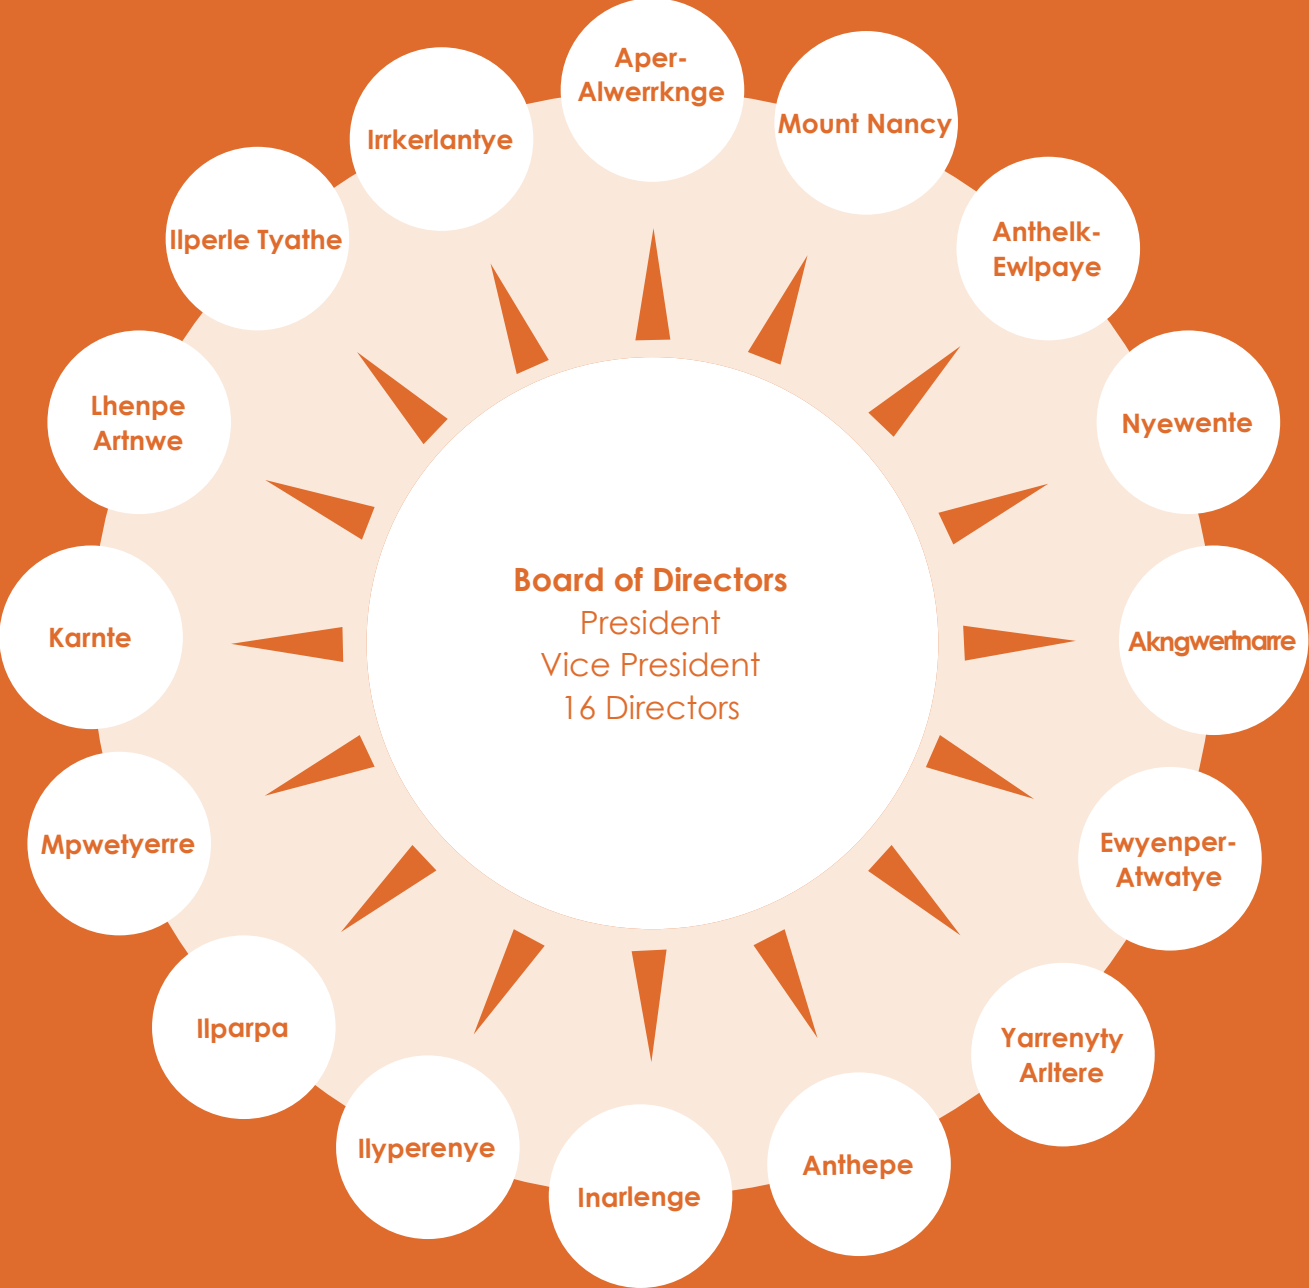 Aper-
Alwerrknge
Mount Nancy
Anthelk-
Ewlpaye
Nyewente
Akngwertnarre
Ewyenper-
Atwatye
Yarrenyty
Arltere
Anthepe
Inarlenge
Ilyperenye
Ilparpa
Mpwetyerre
Karnte
Lhenpe
Artnwe
Ilperle Tyathe
Irrkerlantye
Board of Directors
President
Vice President
16 Directors